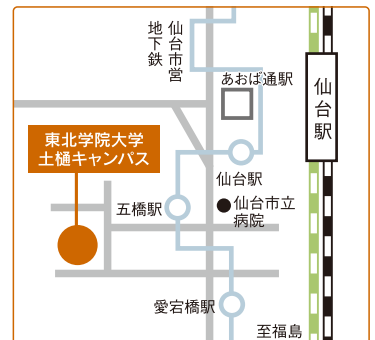 仙台市営
地下鉄
あおば通駅
仙台駅
東北学院大学
土樋キャンパス
仙台駅
五橋駅
仙台市立
病院
愛宕橋駅
至福島